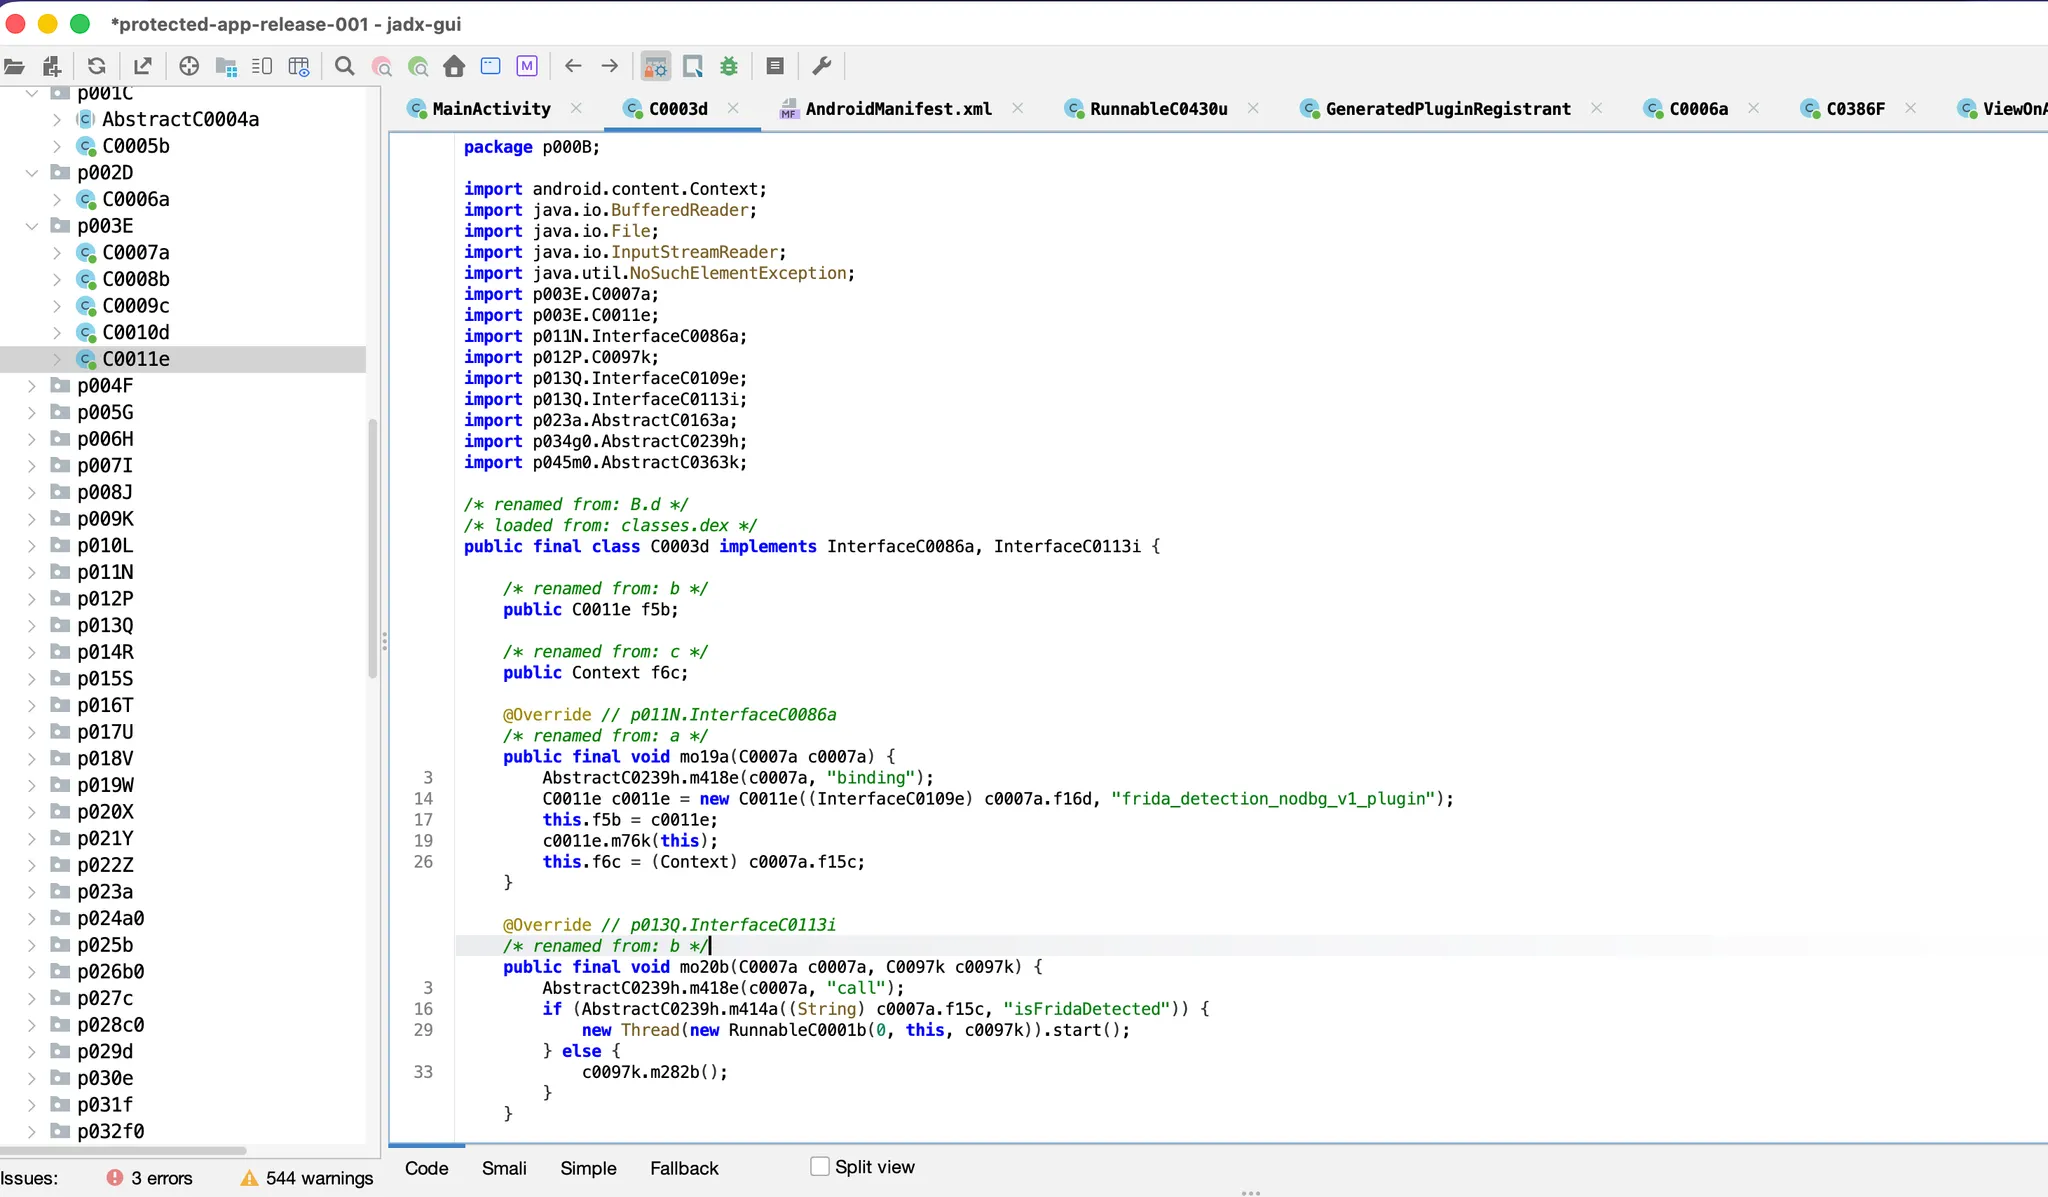 *protected-app-release-001 - jadx-gui
p001C
AbstractC0004a
C0005b
p002D
C0006a
p003E
C0007a
C0008b
C0009c
C0010d
C0011e
p004F
p005G
p006H
p007I
p008J
p009K
p010L
p011N
p012P
p013Q
p014R
p015S
p016T
p017U
p018V
p019W
p020X
p021Y
p022Z
p023a
p024a0
p025b
p026b0
p027c
p028c0
p029d
p030e
p031f
p032f0
Issues: 3 errors 544 warnings
MainActivity C0003d AndroidManifest.xml RunnableC0430u GeneratedPluginRegistrant C0006a C0386F ViewOnA
package p000B;
import android.content.Context;
import java.io.BufferedReader;
import java.io.File;
import java.io.InputStreamReader;
import java.util.NoSuchElementException;
import p003E.C0007a;
import p003E.C0011e;
import p011N.InterfaceC0086a;
import p012P.C0097k;
import p013Q.InterfaceC0109e;
import p013Q.InterfaceC0113i;
import p023a.AbstractC0163a;
import p034g0.AbstractC0239h;
import p045m0.AbstractC0363k;
/* renamed from: B.d */
/* loaded from: classes.dex */
public final class C0003d implements InterfaceC0086a, InterfaceC0113i {
/* renamed from: b */
public C0011e f5b;
/* renamed from: c */
public Context f6c;
@Override // p011N.InterfaceC0086a
/* renamed from: a */
public final void mo19a(C0007a c0007a) {
3 AbstractC0239h.m418e(c0007a, "binding");
14 C0011e c0011e = new C0011e((InterfaceC0109e) c0007a.f16d, "frida_detection_nodbg_v1_plugin");
17 this.f5b = c0011e;
19 c0011e.m76k(this);
26 this.f6c = (Context) c0007a.f15c;
}
@Override // p013Q.InterfaceC0113i
/* renamed from: b */
public final void mo20b(C0007a c0007a, C0097k c0097k) {
3 AbstractC0239h.m418e(c0007a, "call");
16 if (AbstractC0239h.m414a((String) c0007a.f15c, "isFridaDetected")) {
29 new Thread(new RunnableC0001b(0, this, c0097k)).start();
} else {
33 c0097k.m282b();
}
}
Code Smali Simple Fallback Split view